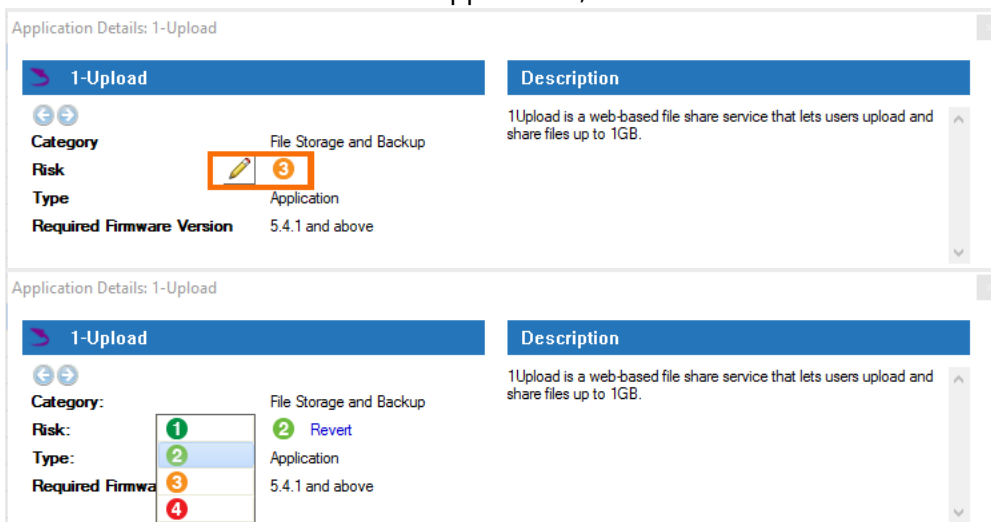 Application Details: 1-Upload
1-Upload
Description
Category File Storage and Backup
1Upload is a web-based file share service that lets users upload and
share files up to 1GB.
Risk 3
Type Application
Required Firmware Version 5.4.1 and above
Application Details: 1-Upload
1-Upload
Description
Category: File Storage and Backup
1Upload is a web-based file share service that lets users upload and
share files up to 1GB.
Risk: 1 2 Revert
Type: 2 Application
Required Firmwa 3 5.4.1 and above
4